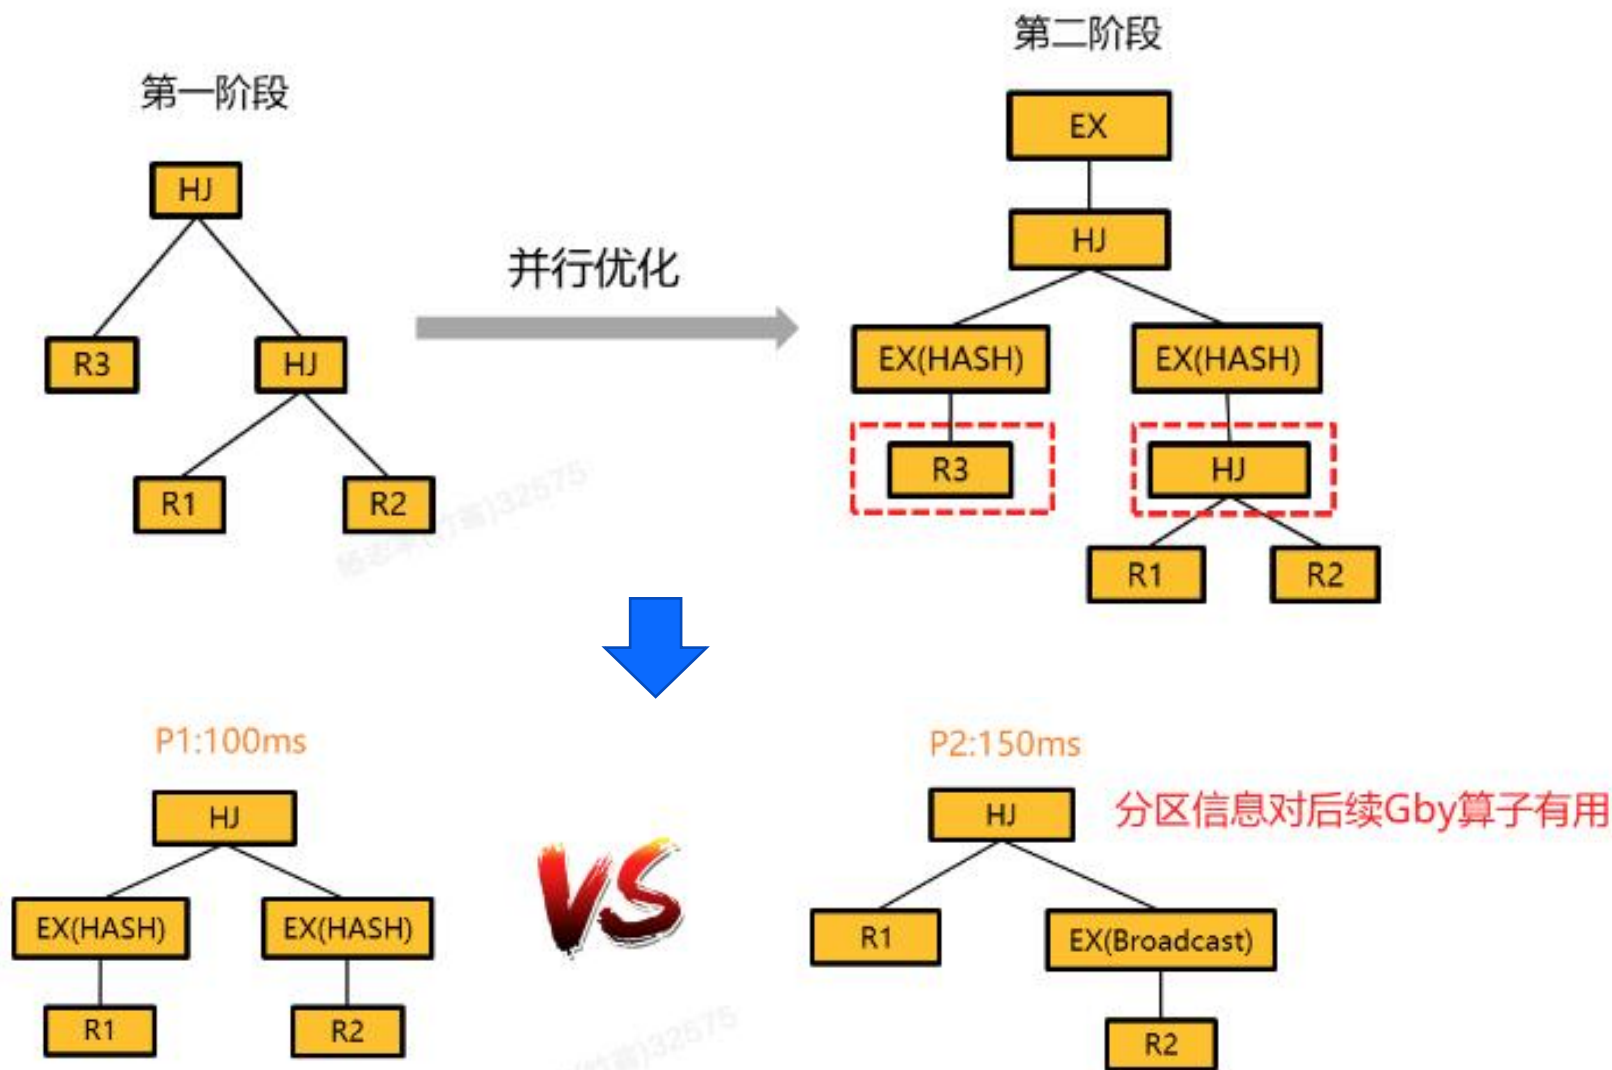 第一阶段
第二阶段
HJ
R3
HJ
R1
R2
并行优化
EX
HJ
EX(HASH)
EX(HASH)
R3
HJ
R1
R2
P1:100ms
HJ
EX(HASH)
EX(HASH)
R1
R2
VS
P2:150ms
HJ
分区信息对后续Gby算子有用
R1
EX(Broadcast)
R2